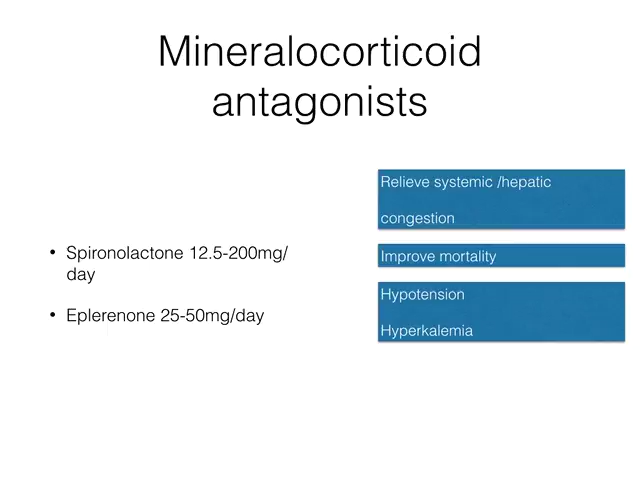 Mineralocorticoid
antagonists
• Spironolactone 12.5-200mg/
day
• Eplerenone 25-50mg/day
Relieve systemic /hepatic
congestion
Improve mortality
Hypotension
Hyperkalemia